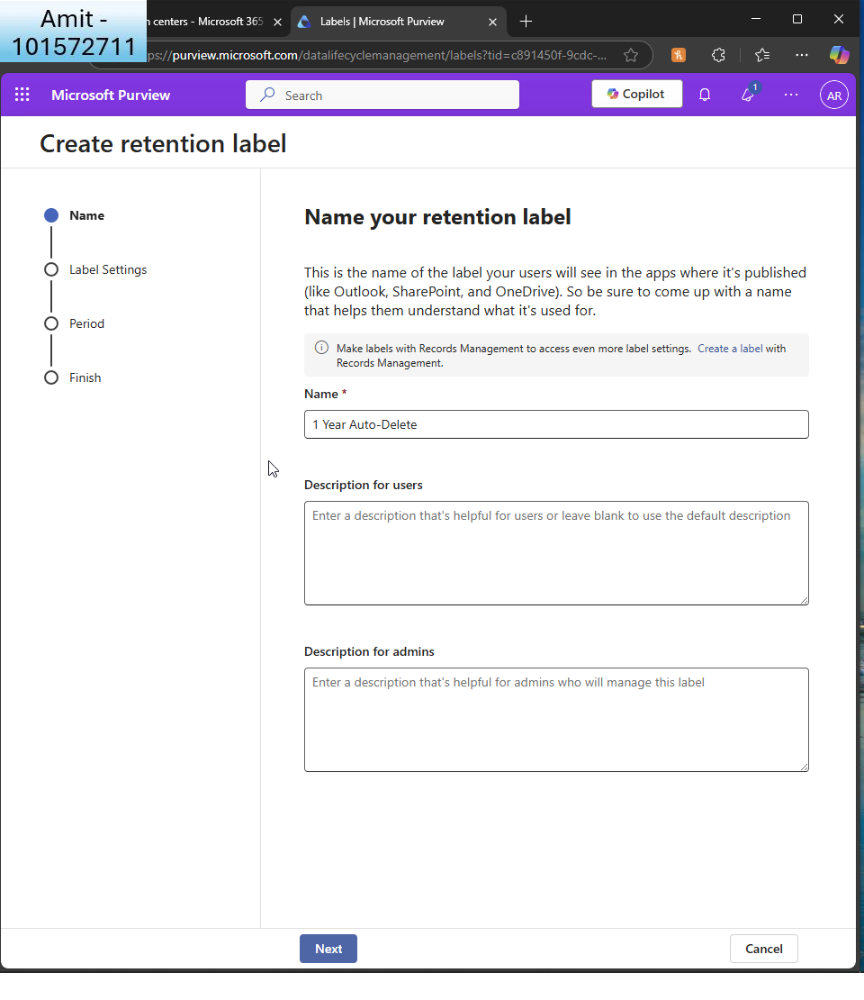 Amit -
101572711
n centers - Microsoft 365
Labels | Microsoft Purview
ps://purview.microsoft.com/datalifecyclemanagement/labels?tid=c891450f-9cdc-...
Microsoft Purview
Search
Copilot
1
AR
Create retention label
Name
Label Settings
Period
Finish
Name your retention label
This is the name of the label your users will see in the apps where it's published
(like Outlook, SharePoint, and OneDrive). So be sure to come up with a name
that helps them understand what it's used for.
Make labels with Records Management to access even more label settings. Create a label with
Records Management.
Name *
1 Year Auto-Delete
Description for users
Enter a description that's helpful for users or leave blank to use the default description
Description for admins
Enter a description that's helpful for admins who will manage this label
Next
Cancel